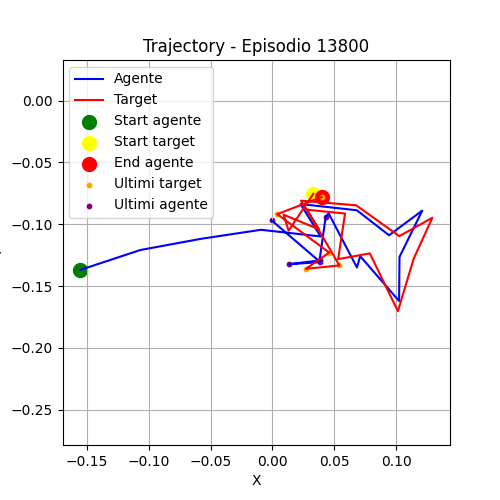 Trajectory - Episodio 13800
Agente
Target
Start agente
Start target
End agente
Ultimi target
Ultimi agente
0.00
−0.05
−0.10
−0.15
−0.20
−0.25
−0.15 −0.10 −0.05 0.00 0.05 0.10
X